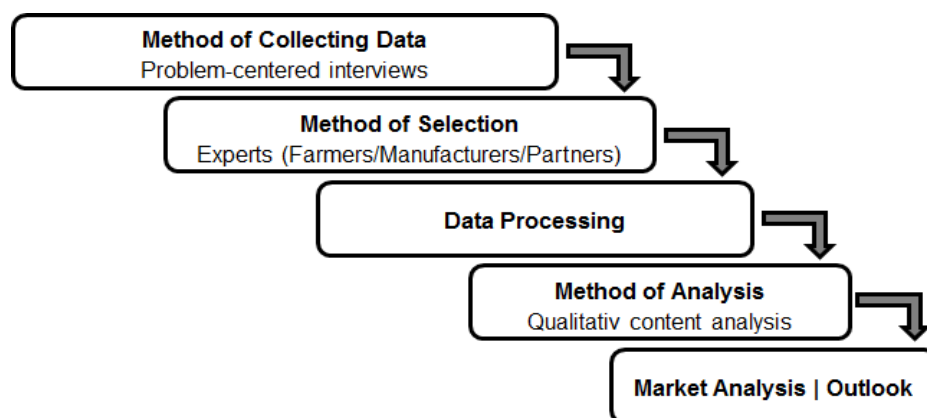 Method of Collecting Data
Problem-centered interviews
Method of Selection
Experts (Farmers/Manufacturers/Partners)
Data Processing
Method of Analysis
Qualitativ content analysis
Market Analysis | Outlook